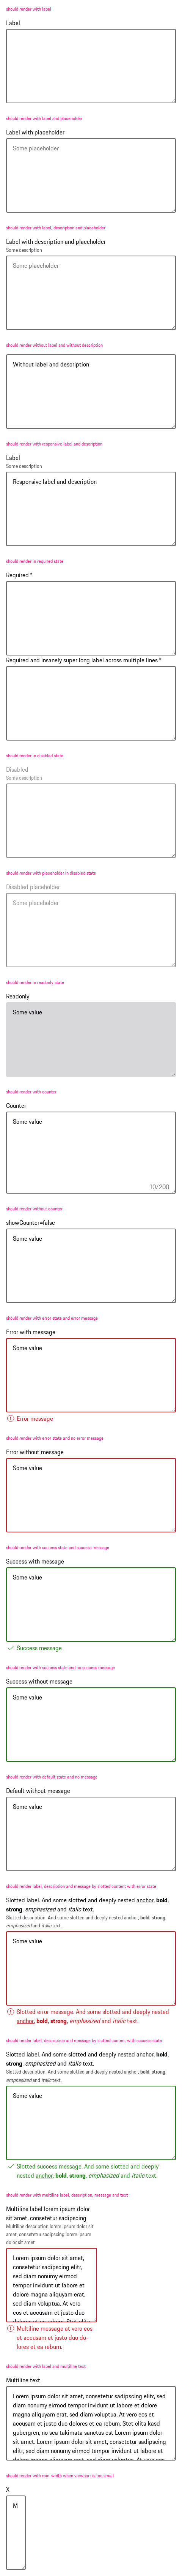 should render with label
Label
should render with label and placeholder
Label with placeholder
Some placeholder
should render with label, description and placeholder
Label with description and placeholder
Some description
Some placeholder
should render without label and without description
Without label and description
should render with responsive label and description
Label
Some description
Responsive label and description
should render in required state
Required *
Required and insanely super long label across multiple lines *
should render in disabled state
Disabled
Some description
should render with placeholder in disabled state
Disabled placeholder
Some placeholder
should render in readonly state
Readonly
Some value
should render with counter
Counter
Some value
10/200
should render without counter
showCounter=false
Some value
should render with error state and error message
Error with message
Some value
Error message
should render with error state and no error message
Error without message
Some value
should render with success state and success message
Success with message
Some value
Success message
should render with success state and no success message
Success without message
Some value
should render with default state and no message
Default without message
Some value
should render label, description and message by slotted content with error state
Slotted label. And some slotted and deeply nested anchor, bold,
strong, emphasized and italic text.
Slotted description. And some slotted and deeply nested anchor, bold, strong,
emphasized and italic text.
Some value
Slotted error message. And some slotted and deeply nested
anchor, bold, strong, emphasized and italic text.
should render label, description and message by slotted content with success state
Slotted label. And some slotted and deeply nested anchor, bold,
strong, emphasized and italic text.
Slotted description. And some slotted and deeply nested anchor, bold, strong,
emphasized and italic text.
Some value
Slotted success message. And some slotted and deeply
nested anchor, bold, strong, emphasized and italic text.
should render with multiline label, description, message and text
Multiline label lorem ipsum dolor
sit amet, consetetur sadipscing
Multiline description lorem ipsum dolor sit
amet, consetetur sadipscing lorem ipsum
dolor sit amet
Lorem ipsum dolor sit amet,
consetetur sadipscing elitr,
sed diam nonumy eirmod
tempor invidunt ut labore et
dolore magna aliquyam erat,
sed diam voluptua. At vero
eos et accusam et justo duo
dolores et ea rebum. Stet clita
Multiline message at vero eos
et accusam et justo duo do-
lores et ea rebum.
should render with label and multiline text
Multiline text
Lorem ipsum dolor sit amet, consetetur sadipscing elitr, sed diam
nonumy eirmod tempor invidunt ut labore et dolore magna
aliquyam erat, sed diam voluptua. At vero eos et accusam et
justo duo dolores et ea rebum. Stet clita kasd
gubergren, no sea takimata sanctus est Lorem ipsum dolor sit
amet. Lorem ipsum dolor sit amet, consetetur sadipscing elitr,
sed diam nonumy eirmod tempor invidunt ut labore et dolore
magna aliquyam erat, sed diam voluptua. At vero eos et
should render with min-width when viewport is too small
X
M